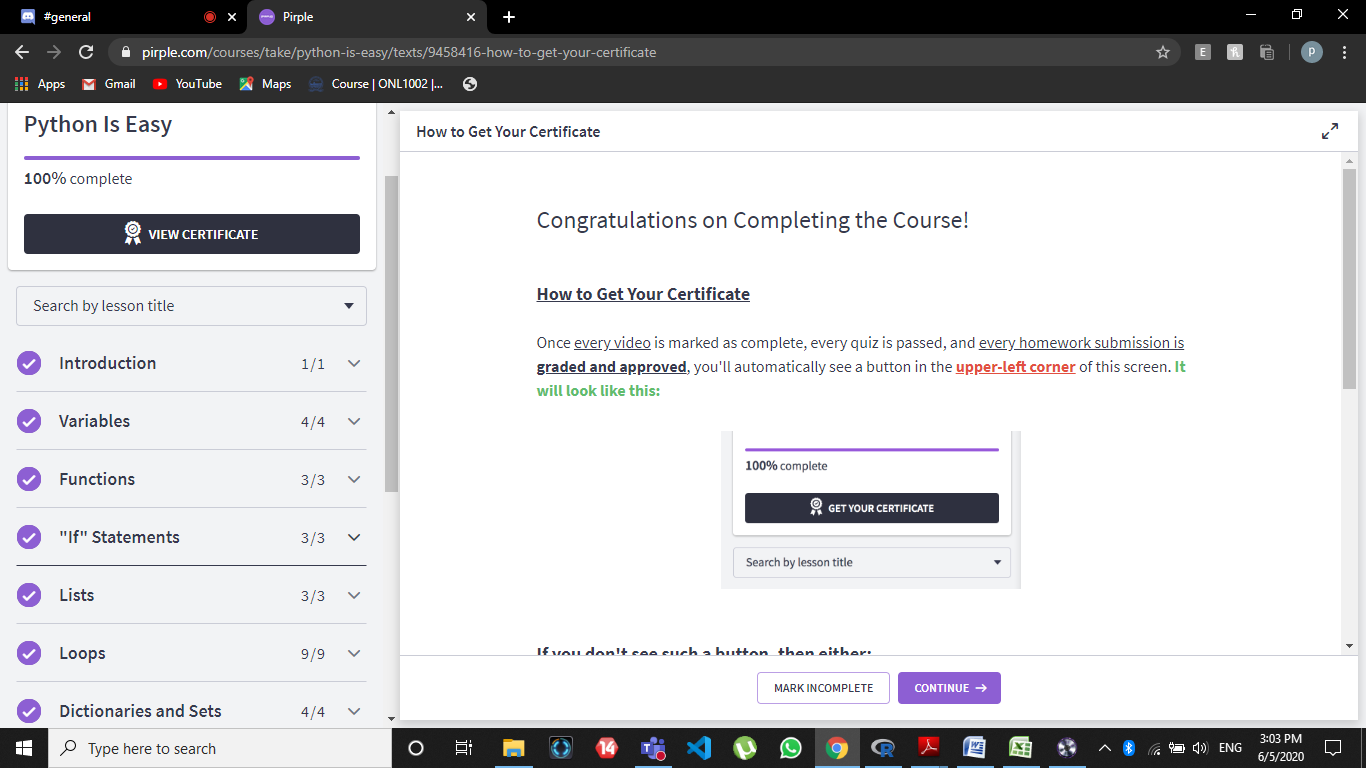 #general
Pirple
pirple.com/courses/take/python-is-easy/texts/9458416-how-to-get-your-certificate
E
p
Apps
Gmail
YouTube
Maps
Course | ONL1002 |...
Python Is Easy
100% complete
VIEW CERTIFICATE
Search by lesson title
Introduction 1/1
Variables 4/4
Functions 3/3
"If" Statements 3/3
Lists 3/3
Loops 9/9
Dictionaries and Sets 4/4
How to Get Your Certificate
Congratulations on Completing the Course!
How to Get Your Certificate
Once every video is marked as complete, every quiz is passed, and every homework submission is
graded and approved, you'll automatically see a button in the upper-left corner of this screen. It
will look like this:
100% complete
GET YOUR CERTIFICATE
Search by lesson title
If you don't see such a button, then either:
MARK INCOMPLETE
CONTINUE
Type here to search
14
ENG
3:03 PM
6/5/2020